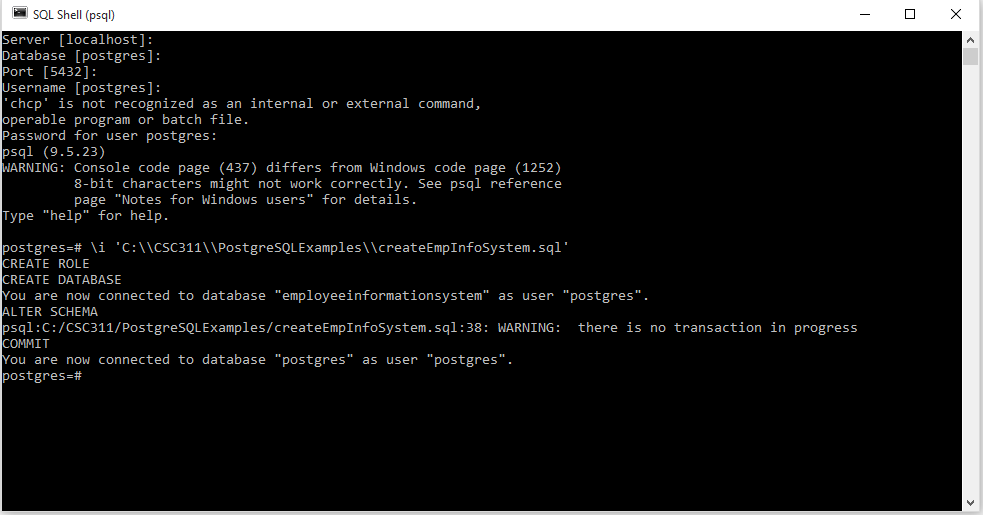 SQL Shell (psql)
Server [localhost]:
Database [postgres]:
Port [5432]:
Username [postgres]:
'chcp' is not recognized as an internal or external command,
operable program or batch file.
Password for user postgres:
psql (9.5.23)
WARNING: Console code page (437) differs from Windows code page (1252)
         8-bit characters might not work correctly. See psql reference
         page "Notes for Windows users" for details.
Type "help" for help.
postgres=# \i 'C:\\CSC311\\PostgreSQLExamples\\createEmpInfoSystem.sql'
CREATE ROLE
CREATE DATABASE
You are now connected to database "employeeinformationsystem" as user "postgres".
ALTER SCHEMA
psql:C:/CSC311/PostgreSQLExamples/createEmpInfoSystem.sql:38: WARNING:  there is no transaction in progress
COMMIT
You are now connected to database "postgres" as user "postgres".
postgres=#